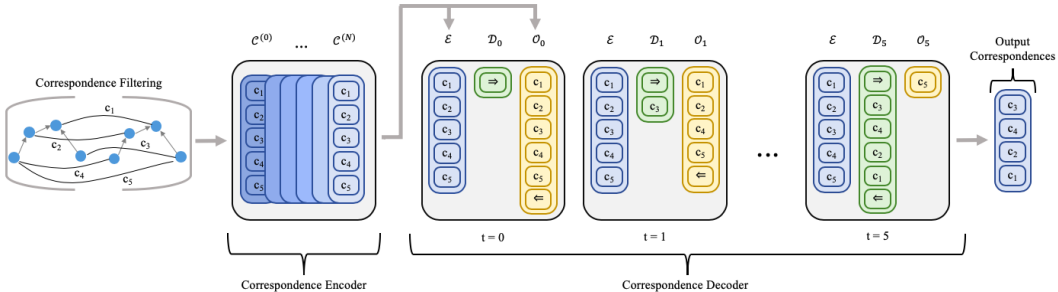 Correspondence Filtering
c₁
c₂
c₃
c₄
c₅
𝒞⁽⁰⁾ ... 𝒞⁽ᴺ⁾
c₁ c₁
c₂ c₂
c₃ c₃
c₄ c₄
c₅ c₅
Correspondence Encoder
ℰ 𝒟₀ 𝒪₀
c₁ ⇒ c₁
c₂ c₂
c₃ c₃
c₄ c₄
c₅ c₅
⇐
t = 0
ℰ 𝒟₁ 𝒪₁
c₁ ⇒ c₁
c₂ c₃ c₂
c₃ c₄
c₄ c₅
c₅ ⇐
t = 1
...
ℰ 𝒟₅ 𝒪₅
c₁ ⇒ c₅
c₂ c₃
c₃ c₄
c₄ c₂
c₅ c₁
⇐
t = 5
Correspondence Decoder
Output
Correspondences
c₃
c₄
c₂
c₁